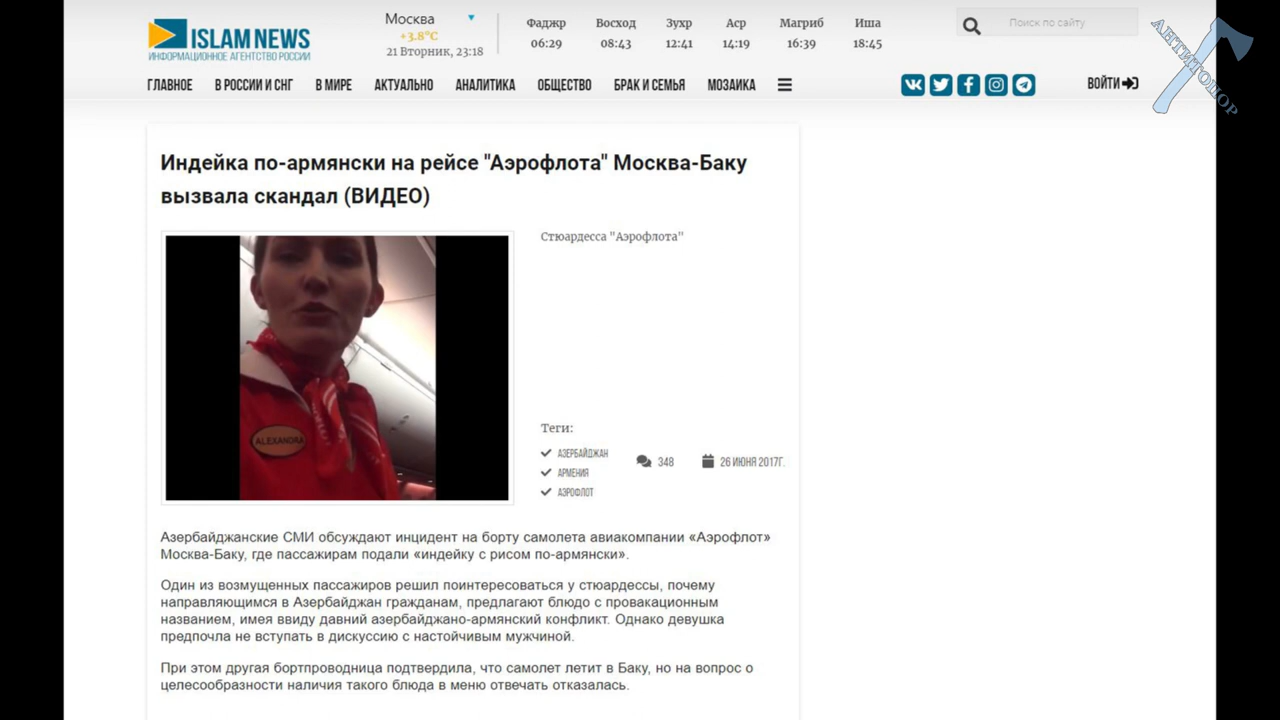 ISLAM NEWS
ИНФОРМАЦИОННОЕ АГЕНТСТВО РОССИИ
Москва
+3.8°C
21 Вторник, 23:18
Фаджр Восход Зухр Аср Магриб Иша
06:29 08:43 12:41 14:19 16:39 18:45
Поиск по сайту
АНТИТОПОР
ГЛАВНОЕ В РОССИИ И СНГ В МИРЕ АКТУАЛЬНО АНАЛИТИКА ОБЩЕСТВО БРАК И СЕМЬЯ МОЗАИКА
ВОЙТИ
Индейка по-армянски на рейсе "Аэрофлота" Москва-Баку
вызвала скандал (ВИДЕО)
Стюардесса "Аэрофлота"
ALEXANDRA
Теги:
АЗЕРБАЙДЖАН
АРМЕНИЯ
АЭРОФЛОТ
348
26 ИЮНЯ 2017Г.
Азербайджанские СМИ обсуждают инцидент на борту самолета авиакомпании «Аэрофлот»
Москва-Баку, где пассажирам подали «индейку с рисом по-армянски».
Один из возмущенных пассажиров решил поинтересоваться у стюардессы, почему
направляющимся в Азербайджан гражданам, предлагают блюдо с провакационным
названием, имея ввиду давний азербайджано-армянский конфликт. Однако девушка
предпочла не вступать в дискуссию с настойчивым мужчиной.
При этом другая бортпроводница подтвердила, что самолет летит в Баку, но на вопрос о
целесообразности наличия такого блюда в меню отвечать отказалась.